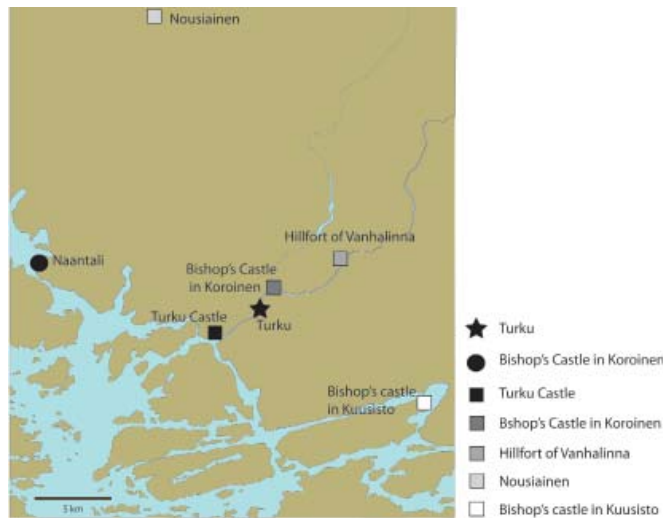 Nousiainen
Hillfort of Vanhalinna
Naantali
Bishop's Castle
in Koroinen
Turku Castle
Turku
Bishop's castle
in Kuusisto
5 km
Turku
Bishop's Castle in Koroinen
Turku Castle
Bshop's Castle in Koroinen
Hillfort of Vanhalinna
Nousiainen
Bishop's castle in Kuusisto